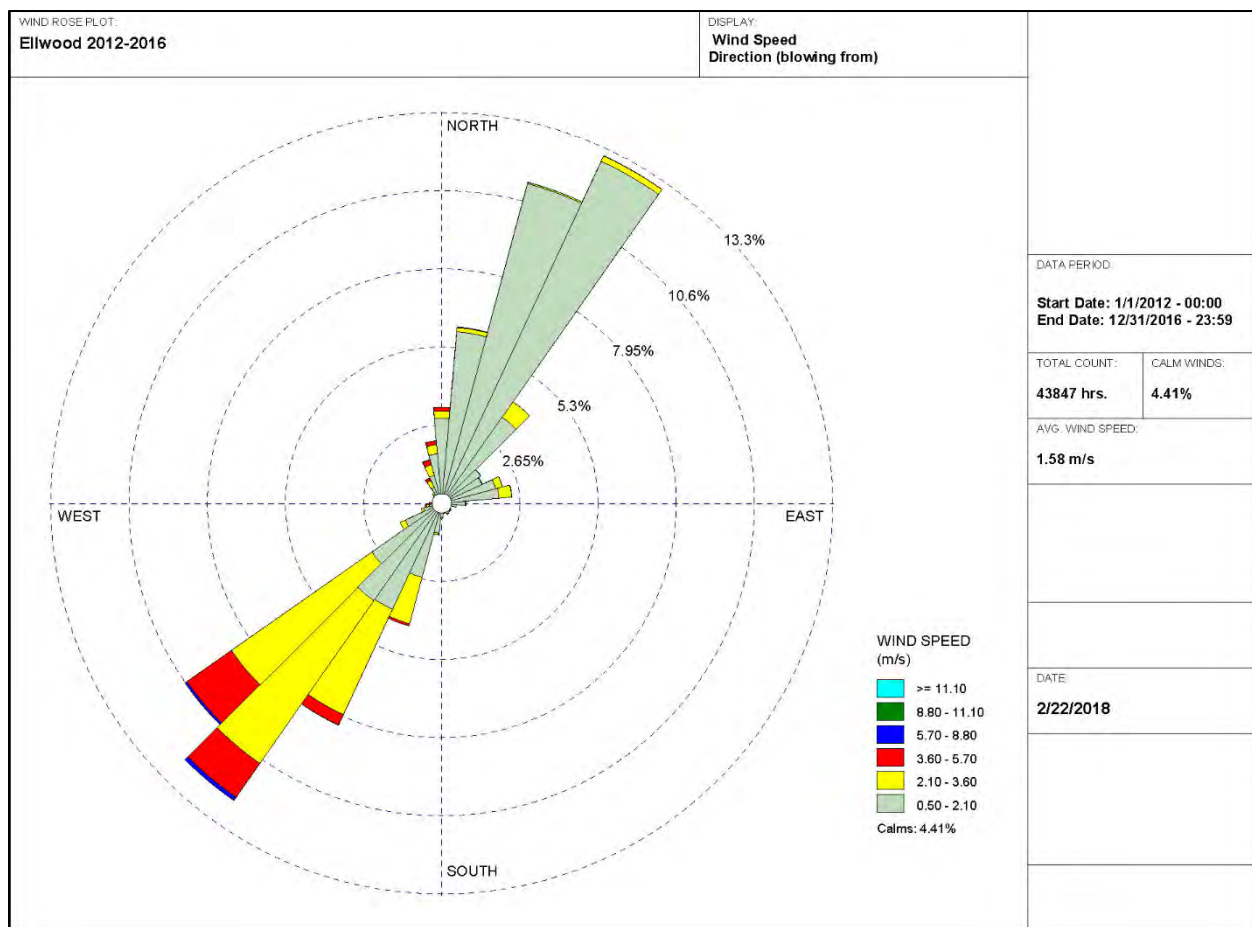 WIND ROSE PLOT:
Ellwood 2012-2016
DISPLAY:
Wind Speed
Direction (blowing from)
NORTH
13.3%
10.6%
7.95%
5.3%
2.65%
WEST
EAST
SOUTH
WIND SPEED
(m/s)
>= 11.10
8.80 - 11.10
5.70 - 8.80
3.60 - 5.70
2.10 - 3.60
0.50 - 2.10
Calms: 4.41%
DATA PERIOD:
Start Date: 1/1/2012 - 00:00
End Date: 12/31/2016 - 23:59
TOTAL COUNT:
43847 hrs.
CALM WINDS:
4.41%
AVG. WIND SPEED:
1.58 m/s
DATE:
2/22/2018